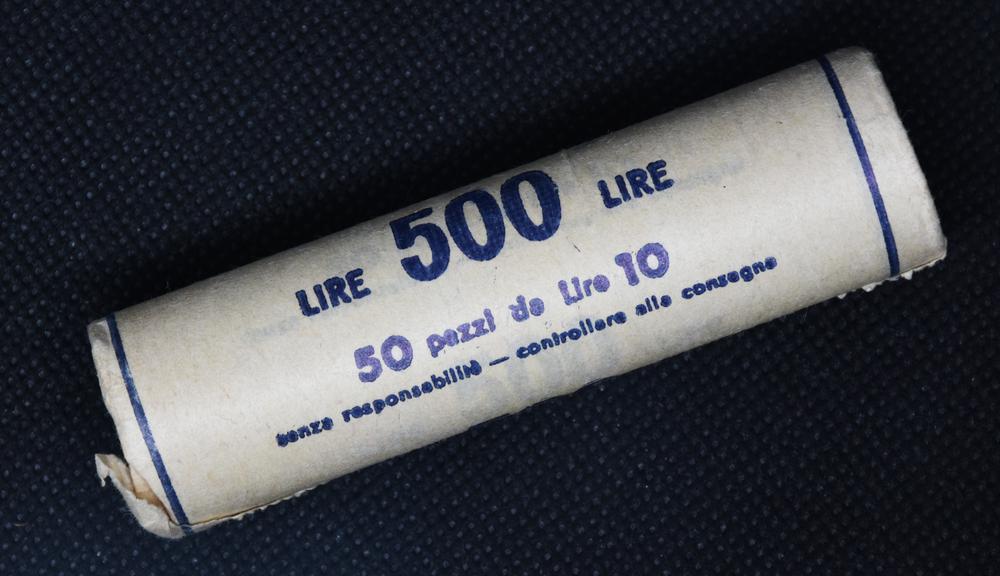 LIRE 500 LIRE
50 pezzi da Lire 10
senza responsabilità — controllare alla consegna